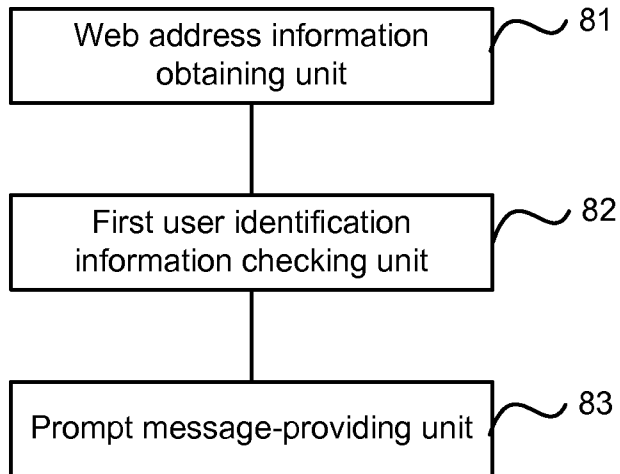 Web address information
obtaining unit
81
First user identification
information checking unit
82
Prompt message-providing unit
83